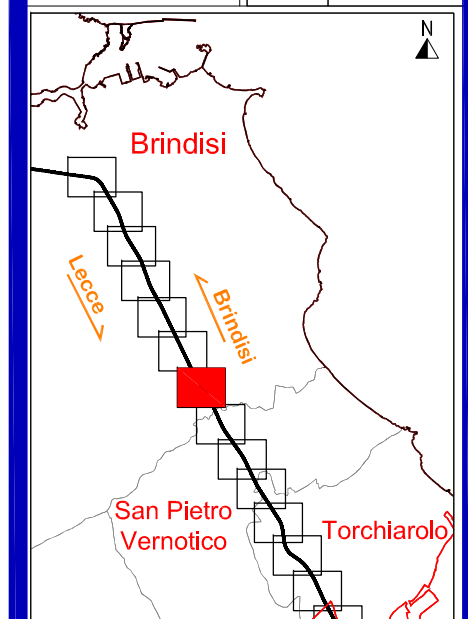 N
Brindisi
Lecce
Brindisi
San Pietro
Vernotico
Torchiarolo